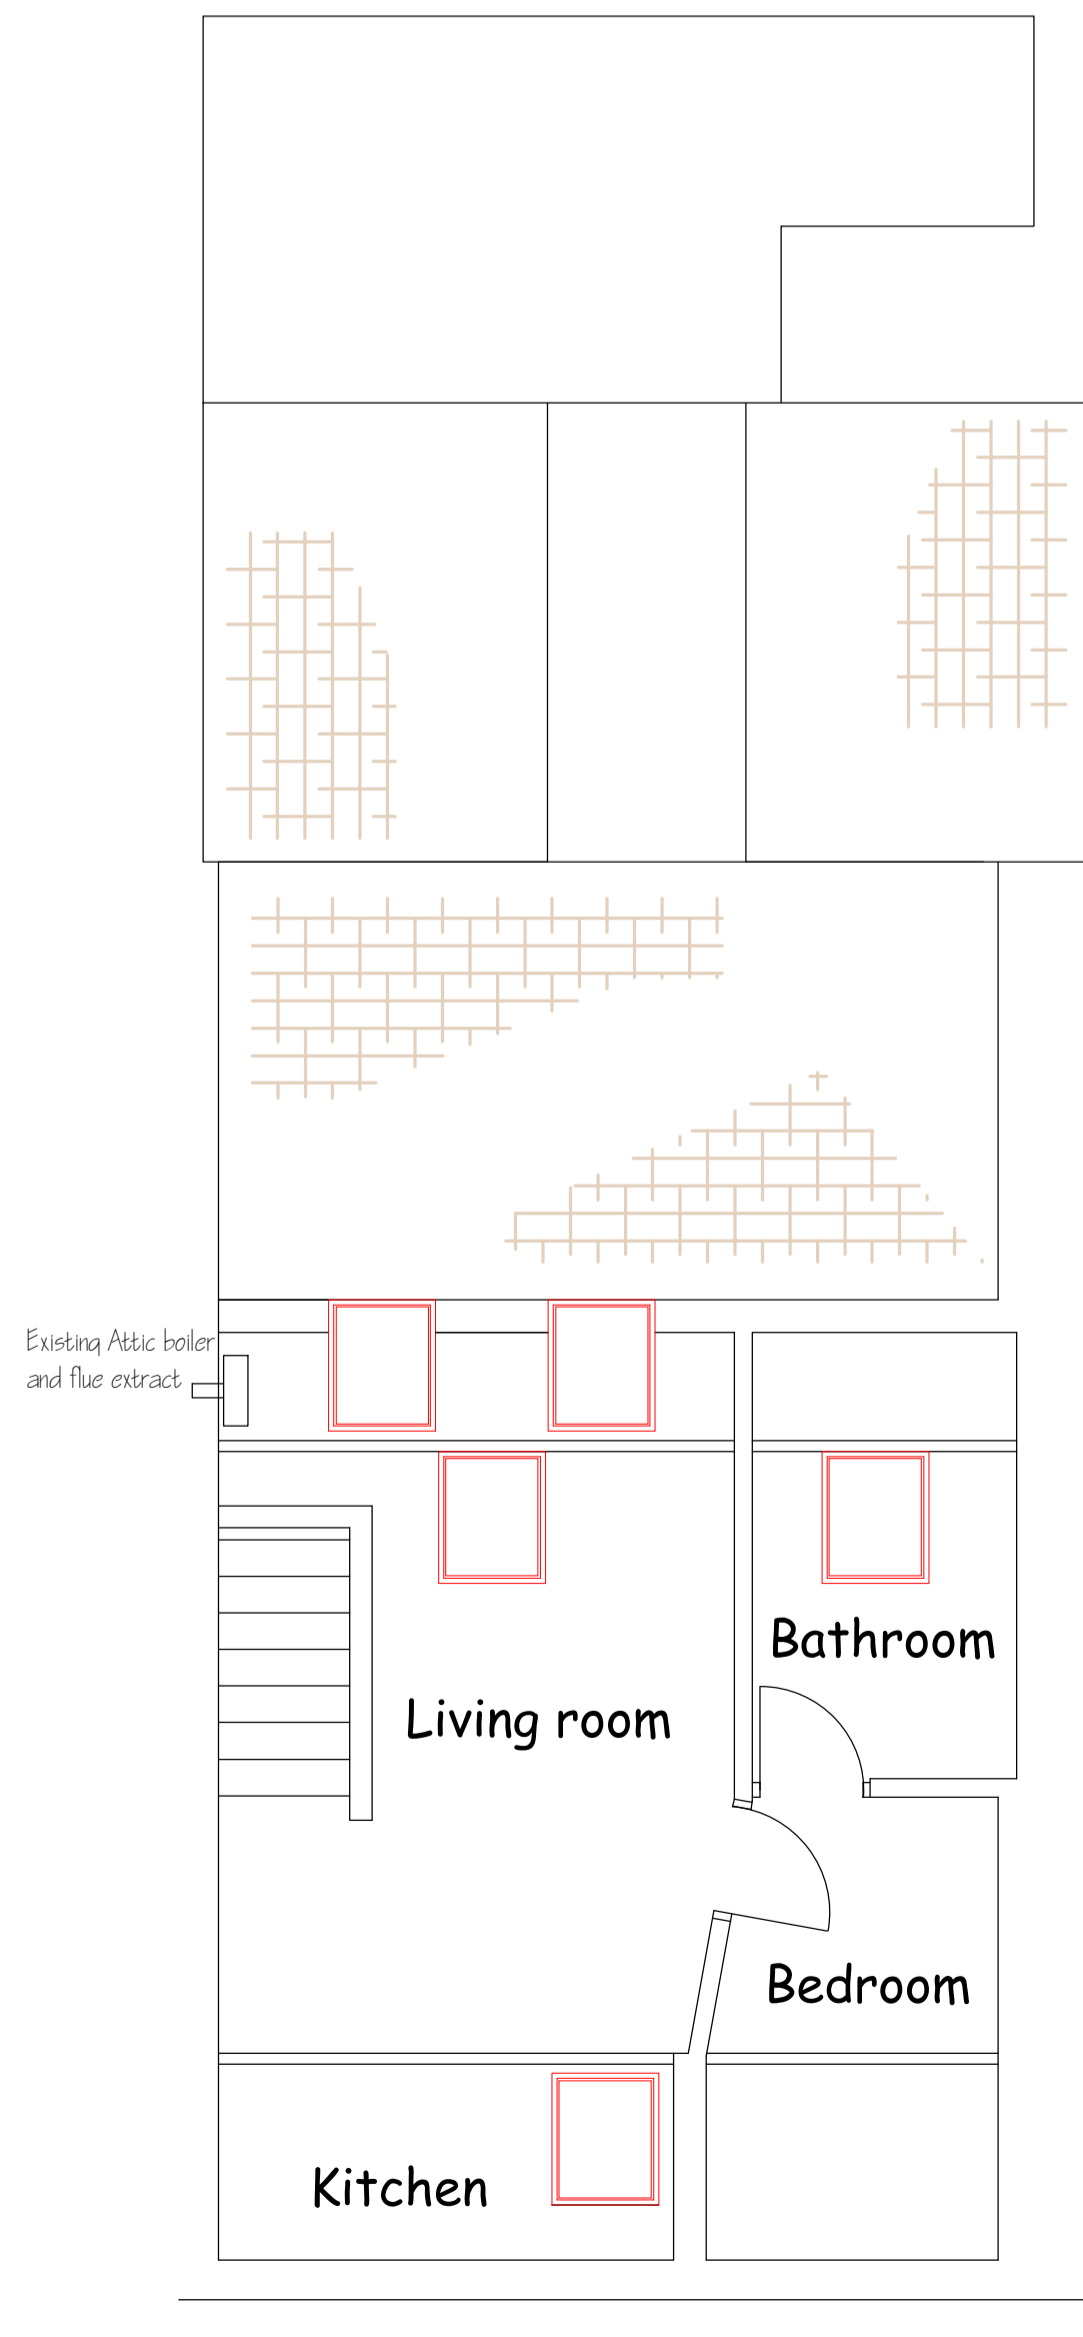 Existing Attic boiler
and flue extract
Bathroom
Living room
Bedroom
Kitchen